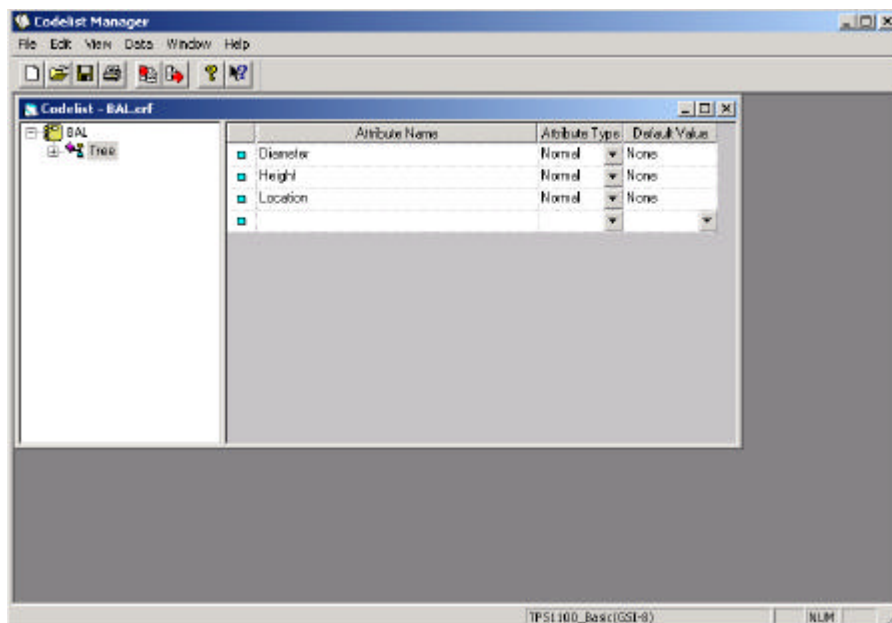 Codelist Manager
File Edit View Data Window Help
Codelist - BAL.crf
BAL
Tree
Attribute Name Attribute Type Default Value
Diameter Normal None
Height Normal None
Location Normal None
TPS1100_Basic(GSI-8) NUM